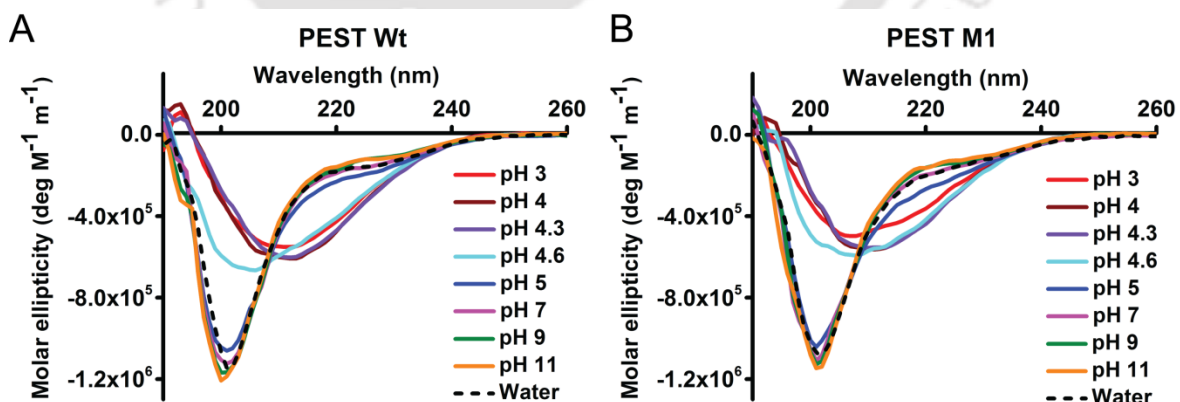 A
PEST Wt
Wavelength (nm)
200
220
240
260
Molar ellipticity (deg M⁻¹ m⁻¹)
0.0
-4.0x10⁵
-8.0x10⁵
-1.2x10⁶
pH 3
pH 4
pH 4.3
pH 4.6
pH 5
pH 7
pH 9
pH 11
Water
B
PEST M1
Wavelength (nm)
200
220
240
260
Molar ellipticity (deg M⁻¹ m⁻¹)
0.0
-4.0x10⁵
-8.0x10⁵
-1.2x10⁶
pH 3
pH 4
pH 4.3
pH 4.6
pH 5
pH 7
pH 9
pH 11
Water